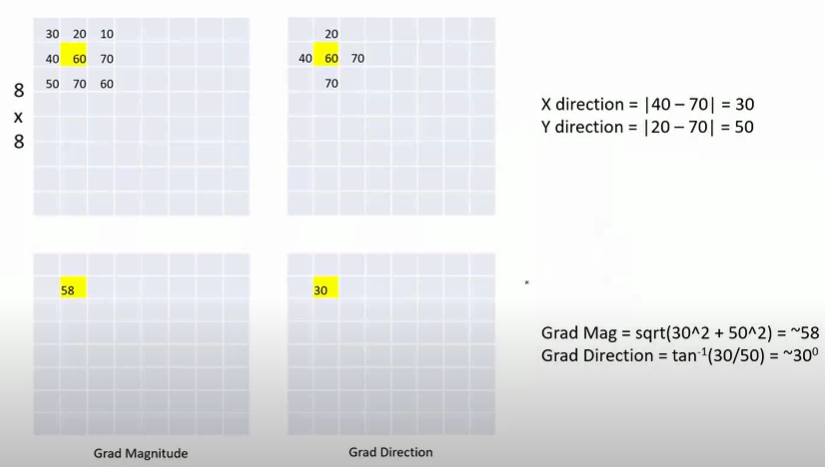 30 20 10
40 60 70
50 70 60
8
x
8
20
40 60 70
70
X direction = |40 – 70| = 30
Y direction = |20 – 70| = 50
58
30
Grad Mag = sqrt(30^2 + 50^2) = ~58
Grad Direction = tan⁻¹(30/50) = ~30⁰
Grad Magnitude
Grad Direction